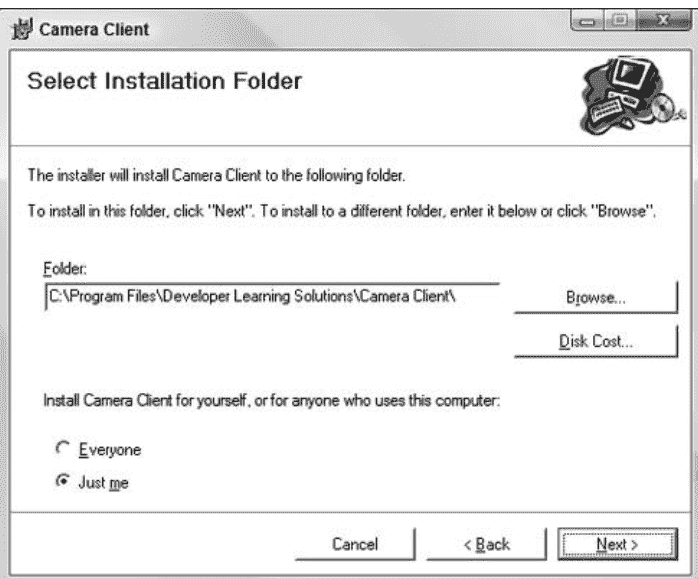 Camera Client
Select Installation Folder
The installer will install Camera Client to the following folder.
To install in this folder, click "Next". To install to a different folder, enter it below or click "Browse".
Folder:
C:\Program Files\Developer Learning Solutions\Camera Client\
Browse...
Disk Cost...
Install Camera Client for yourself, or for anyone who uses this computer:
Everyone
Just me
Cancel
< Back
Next >